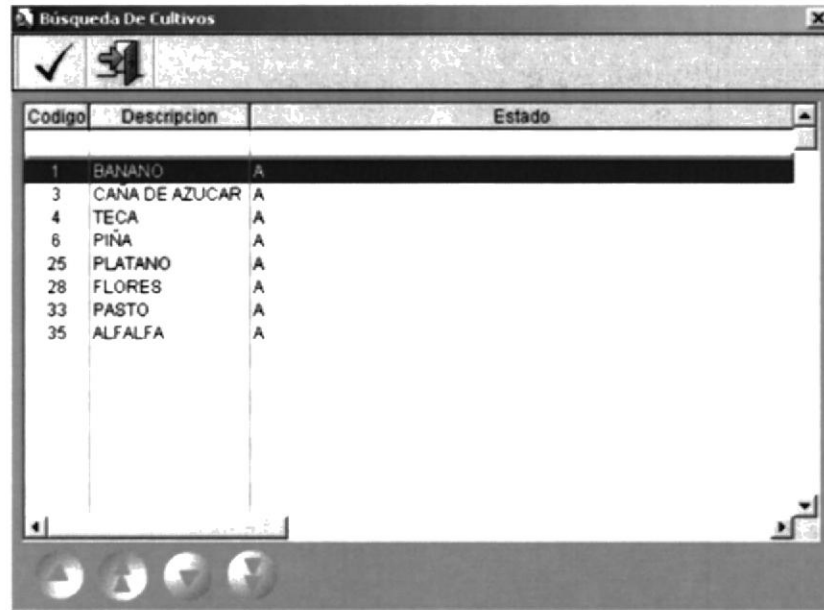 Búsqueda De Cultivos
Codigo Descripcion Estado
1 BANANO A
3 CAÑA DE AZUCAR A
4 TECA A
6 PIÑA A
25 PLATANO A
28 FLORES A
33 PASTO A
35 ALFALFA A